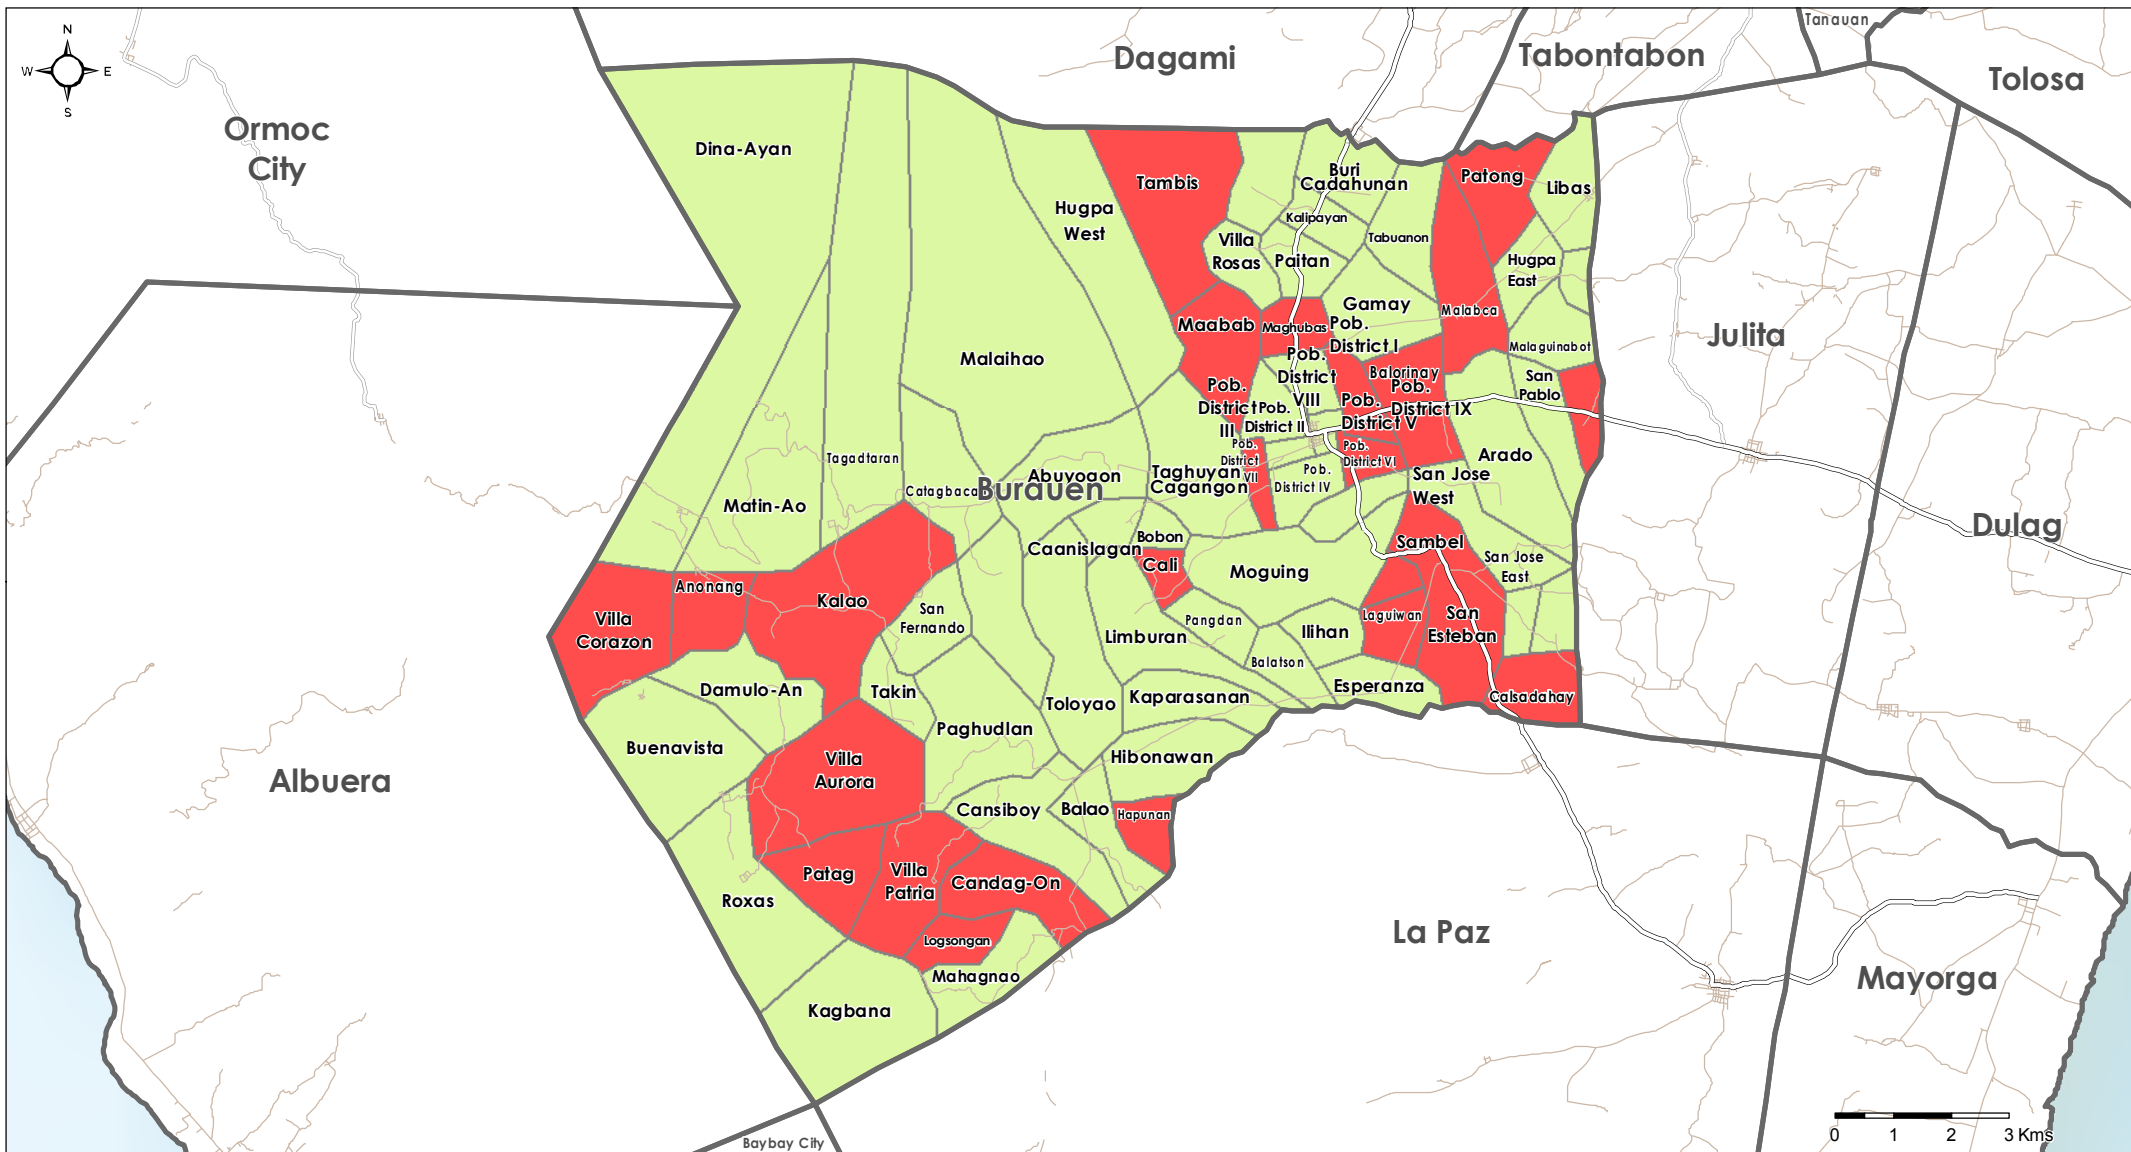 N
W
E
S
Tanauan
Dagami
Tabontabon
Tolosa
Ormoc
City
Dina-Ayan
Tambis
Buri
Cadahunan
Patong
Libas
Hugpa
West
Kalipayan
Tabuanon
Villa
Rosas
Paitan
Hugpa
East
Gamay
Malabca
Maabab
Maghubas
Pob.
District I
Julita
Malaguinabot
Malaihao
Pob.
District
VIII
Balorinay
San
Pablo
Pob.
District
III
Pob.
District II
Pob.
District V
Pob.
District IX
Pob.
District
VII
Pob.
District VI
Arado
Tagadtaran
Abuyogon
Taghuyan
Cagangon
Pob.
District IV
San Jose
West
Catagbaca
Burauen
Matin-Ao
Dulag
Caanislagan
Bobon
Cali
Sambel
San Jose
East
Moguing
Anonang
Kalao
Villa
Corazon
San
Fernando
Limburan
Pangdan
Ilihan
Laguiwan
San
Esteban
Balatson
Damulo-An
Takin
Toloyao
Kaparasanan
Esperanza
Calsadahay
Paghudlan
Buenavista
Villa
Aurora
Hibonawan
Albuera
Cansiboy
Balao
Hapunan
Patag
Villa
Patria
Candag-On
Roxas
La Paz
Logsongan
Mahagnao
Mayorga
Kagbana
Baybay City
0 1 2 3 Kms